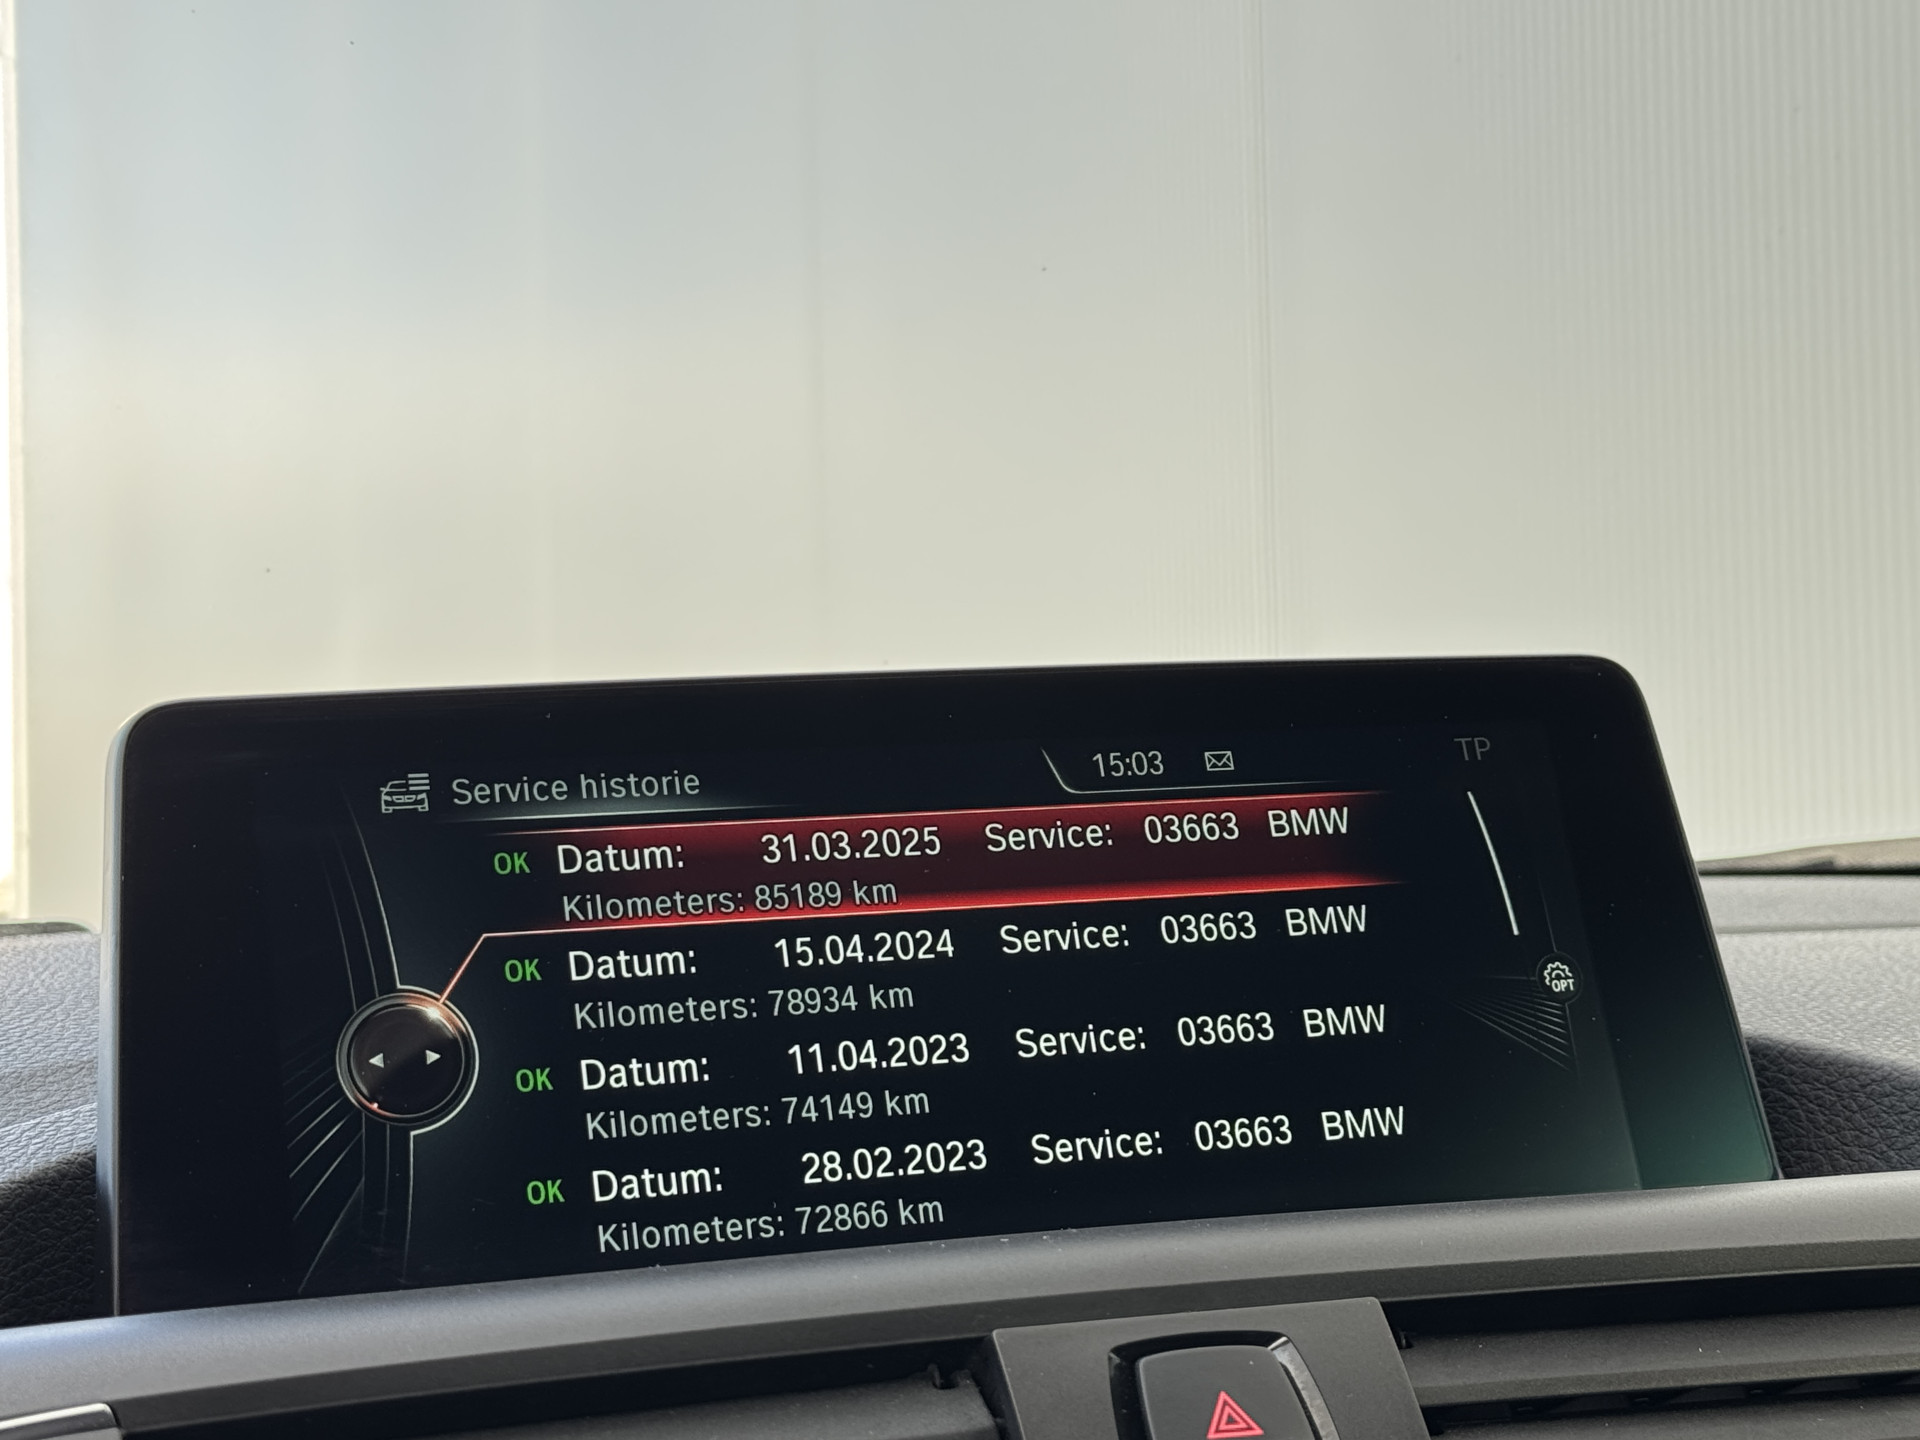 Service historie
15:03
TP
OK Datum: 31.03.2025 Service: 03663 BMW
Kilometers: 85189 km
OK Datum: 15.04.2024 Service: 03663 BMW
Kilometers: 78934 km
OK Datum: 11.04.2023 Service: 03663 BMW
Kilometers: 74149 km
OPT
OK Datum: 28.02.2023 Service: 03663 BMW
Kilometers: 72866 km